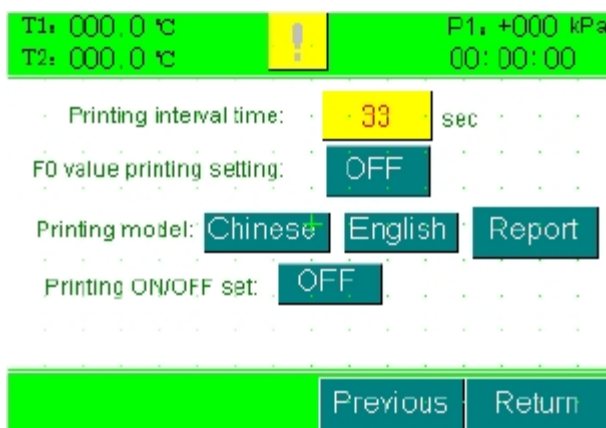 T1: 000.0 ℃
P1: +000 kPa
T2: 000.0 ℃
00:00:00
!
Printing interval time: 33 sec
F0 value printing setting: OFF
Printing model: Chinese English Report
Printing ON/OFF set: OFF
Previous Return